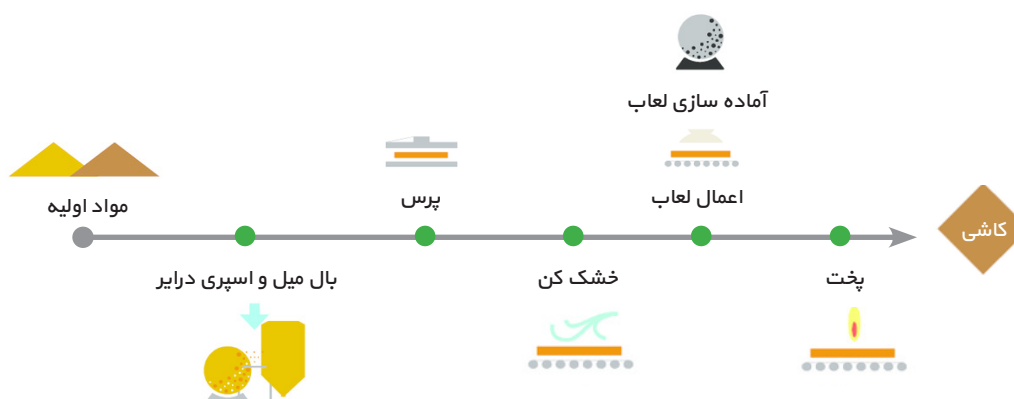 آماده سازی لعاب
مواد اولیه
پرس
اعمال لعاب
کاشی
بال میل و اسپری درایر
خشک کن
پخت